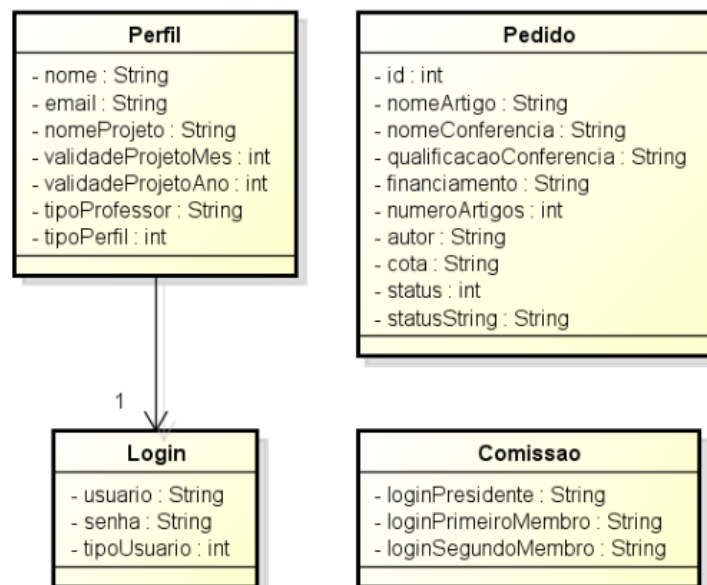 Perfil
- nome : String
- email : String
- nomeProjeto : String
- validadeProjetoMes : int
- validadeProjetoAno : int
- tipoProfessor : String
- tipoPerfil : int
Pedido
- id : int
- nomeArtigo : String
- nomeConferencia : String
- qualificacaoConferencia : String
- financiamento : String
- numeroArtigos : int
- autor : String
- cota : String
- status : int
- statusString : String
1
Login
- usuario : String
- senha : String
- tipoUsuario : int
Comissao
- loginPresidente : String
- loginPrimeiroMembro : String
- loginSegundoMembro : String